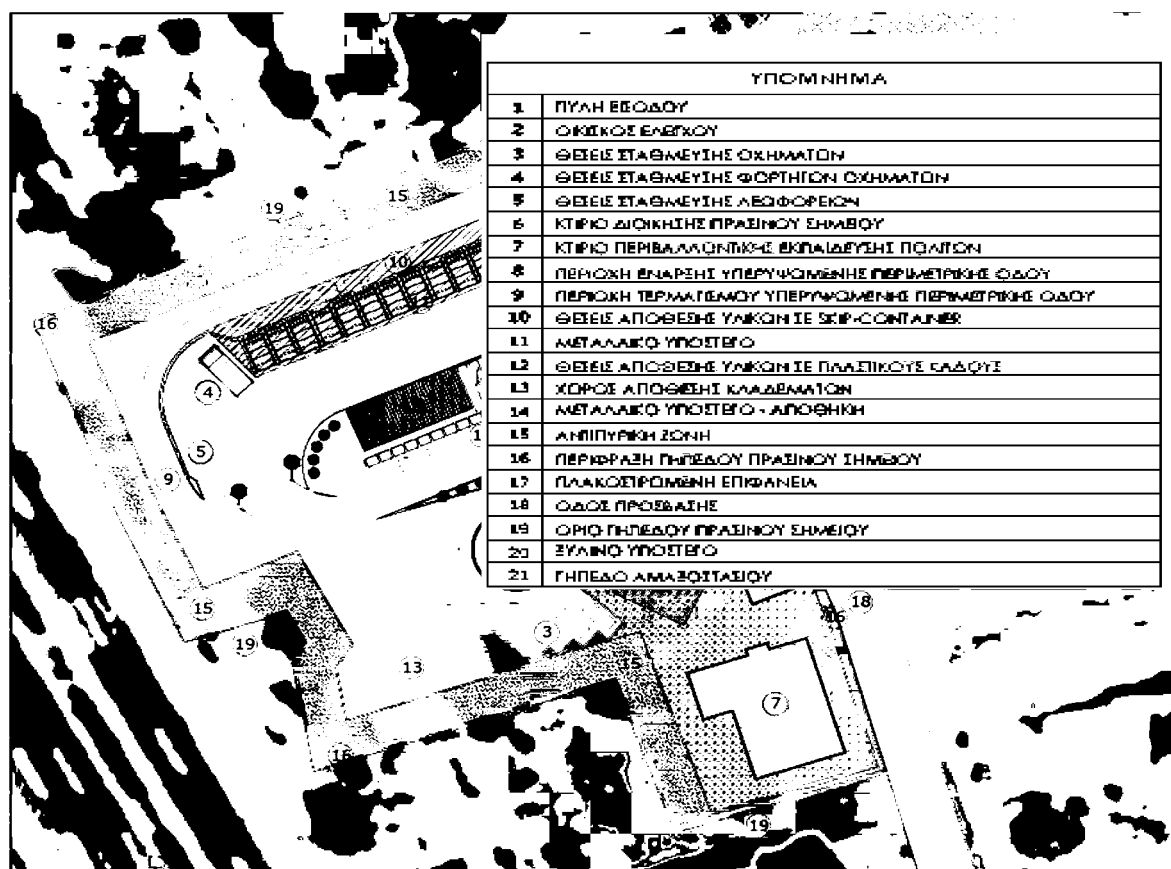 ΥΠΟΜΝΗΜΑ
1 ΠΥΛΗ ΕΙΣΟΔΟΥ
2 ΟΙΚΙΣΚΟΣ ΕΛΕΓΧΟΥ
3 ΘΕΣΕΙΣ ΣΤΑΘΜΕΥΣΗΣ ΟΧΗΜΑΤΩΝ
4 ΘΕΣΕΙΣ ΣΤΑΘΜΕΥΣΗΣ ΦΟΡΤΗΓΩΝ ΟΧΗΜΑΤΩΝ
5 ΘΕΣΕΙΣ ΣΤΑΘΜΕΥΣΗΣ ΛΕΩΦΟΡΕΙΩΝ
6 ΚΤΙΡΙΟ ΔΙΟΙΚΗΣΗΣ ΠΡΑΣΙΝΟΥ ΣΗΜΕΙΟΥ
7 ΚΤΙΡΙΟ ΠΕΡΙΒΑΛΛΟΝΤΙΚΗΣ ΕΚΠΑΙΔΕΥΣΗΣ ΠΟΛΙΤΩΝ
8 ΠΕΡΙΟΧΗ ΕΝΑΡΞΗΣ ΥΠΕΡΥΨΩΜΕΝΗΣ ΠΕΡΙΜΕΤΡΙΚΗΣ ΟΔΟΥ
9 ΠΕΡΙΟΧΗ ΤΕΡΜΑΤΙΣΜΟΥ ΥΠΕΡΥΨΩΜΕΝΗΣ ΠΕΡΙΜΕΤΡΙΚΗΣ ΟΔΟΥ
10 ΘΕΣΕΙΣ ΑΠΟΘΕΣΗΣ ΥΛΙΚΩΝ ΣΕ SKIP-CONTAINER
11 ΜΕΤΑΛΛΙΚΟ ΥΠΟΣΤΕΓΟ
12 ΘΕΣΕΙΣ ΑΠΟΘΕΣΗΣ ΥΛΙΚΩΝ ΣΕ ΠΛΑΣΤΙΚΟΥΣ ΚΑΔΟΥΣ
13 ΧΩΡΟΣ ΑΠΟΘΕΣΗΣ ΚΛΑΔΕΜΑΤΩΝ
14 ΜΕΤΑΛΛΙΚΟ ΥΠΟΣΤΕΓΟ - ΑΠΟΘΗΚΗ
15 ΑΝΤΙΠΥΡΙΚΗ ΖΩΝΗ
16 ΠΕΡΙΦΡΑΞΗ ΓΗΠΕΔΟΥ ΠΡΑΣΙΝΟΥ ΣΗΜΕΙΟΥ
17 ΠΛΑΚΟΣΤΡΩΜΕΝΗ ΕΠΙΦΑΝΕΙΑ
18 ΟΔΟΣ ΠΡΟΣΒΑΣΗΣ
19 ΟΡΙΟ ΓΗΠΕΔΟΥ ΠΡΑΣΙΝΟΥ ΣΗΜΕΙΟΥ
20 ΞΥΛΙΝΟ ΥΠΟΣΤΕΓΟ
21 ΓΗΠΕΔΟ ΑΜΑΞΟΣΤΑΣΙΟΥ
19
15
10
16
4
5
9
15
19
13
3
15
16
18
7
16
19